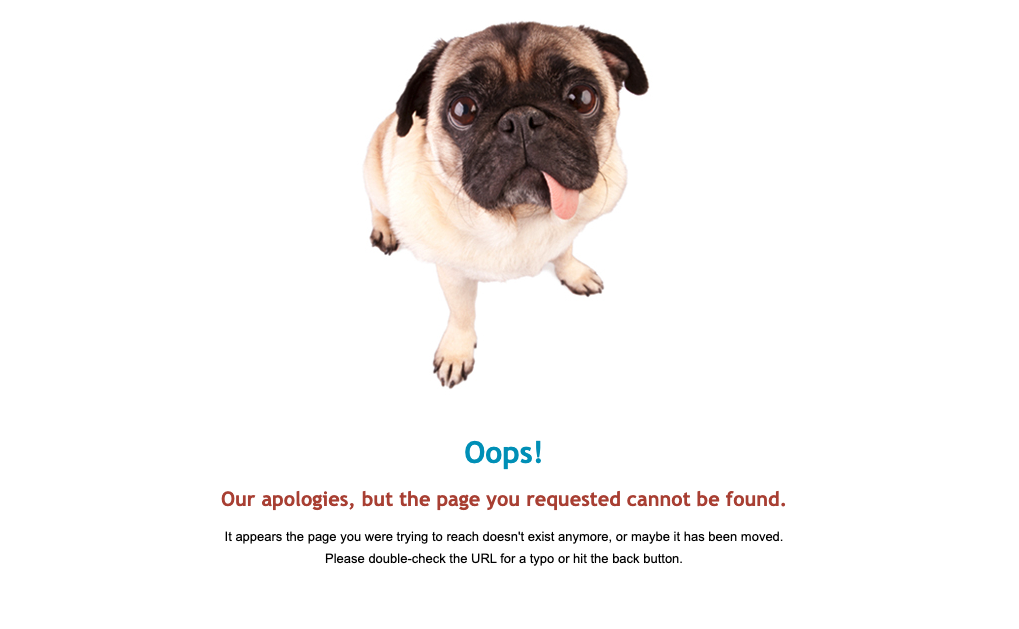 Oops!
Our apologies, but the page you requested cannot be found.
It appears the page you were trying to reach doesn't exist anymore, or maybe it has been moved.
Please double-check the URL for a typo or hit the back button.